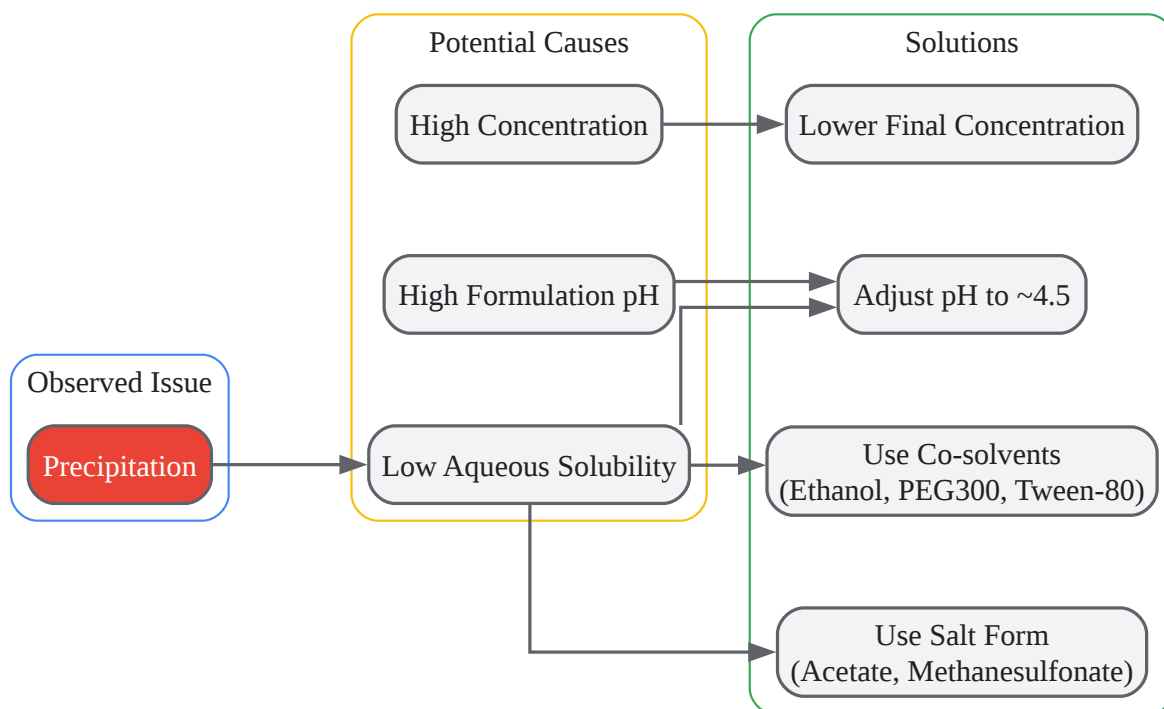 Potential Causes
Solutions
High Concentration
Lower Final Concentration
High Formulation pH
Adjust pH to ~4.5
Observed Issue
Precipitation
Low Aqueous Solubility
Use Co-solvents
(Ethanol, PEG300, Tween-80)
Use Salt Form
(Acetate, Methanesulfonate)